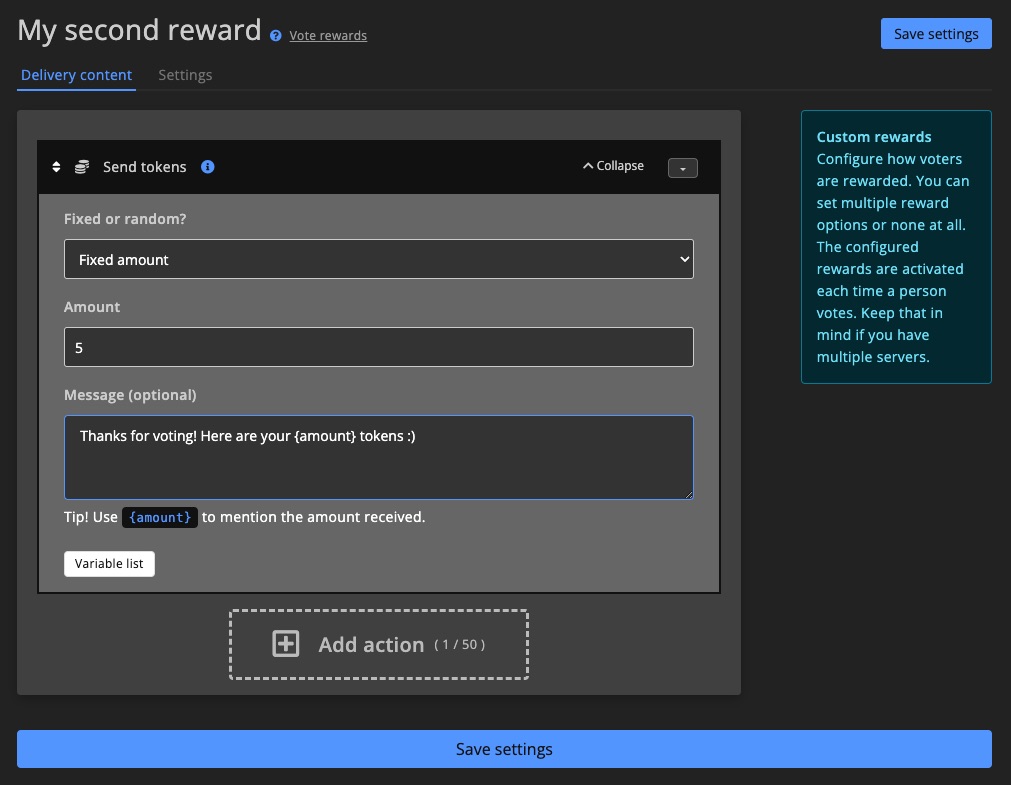 My second reward Vote rewards
Save settings
Delivery content Settings
Send tokens Collapse
Fixed or random?
Fixed amount
Amount
5
Message (optional)
Thanks for voting! Here are your {amount} tokens :)
Tip! Use {amount} to mention the amount received.
Variable list
Add action ( 1 / 50 )
Custom rewards
Configure how voters
are rewarded. You can
set multiple reward
options or none at all.
The configured
rewards are activated
each time a person
votes. Keep that in
mind if you have
multiple servers.
Save settings